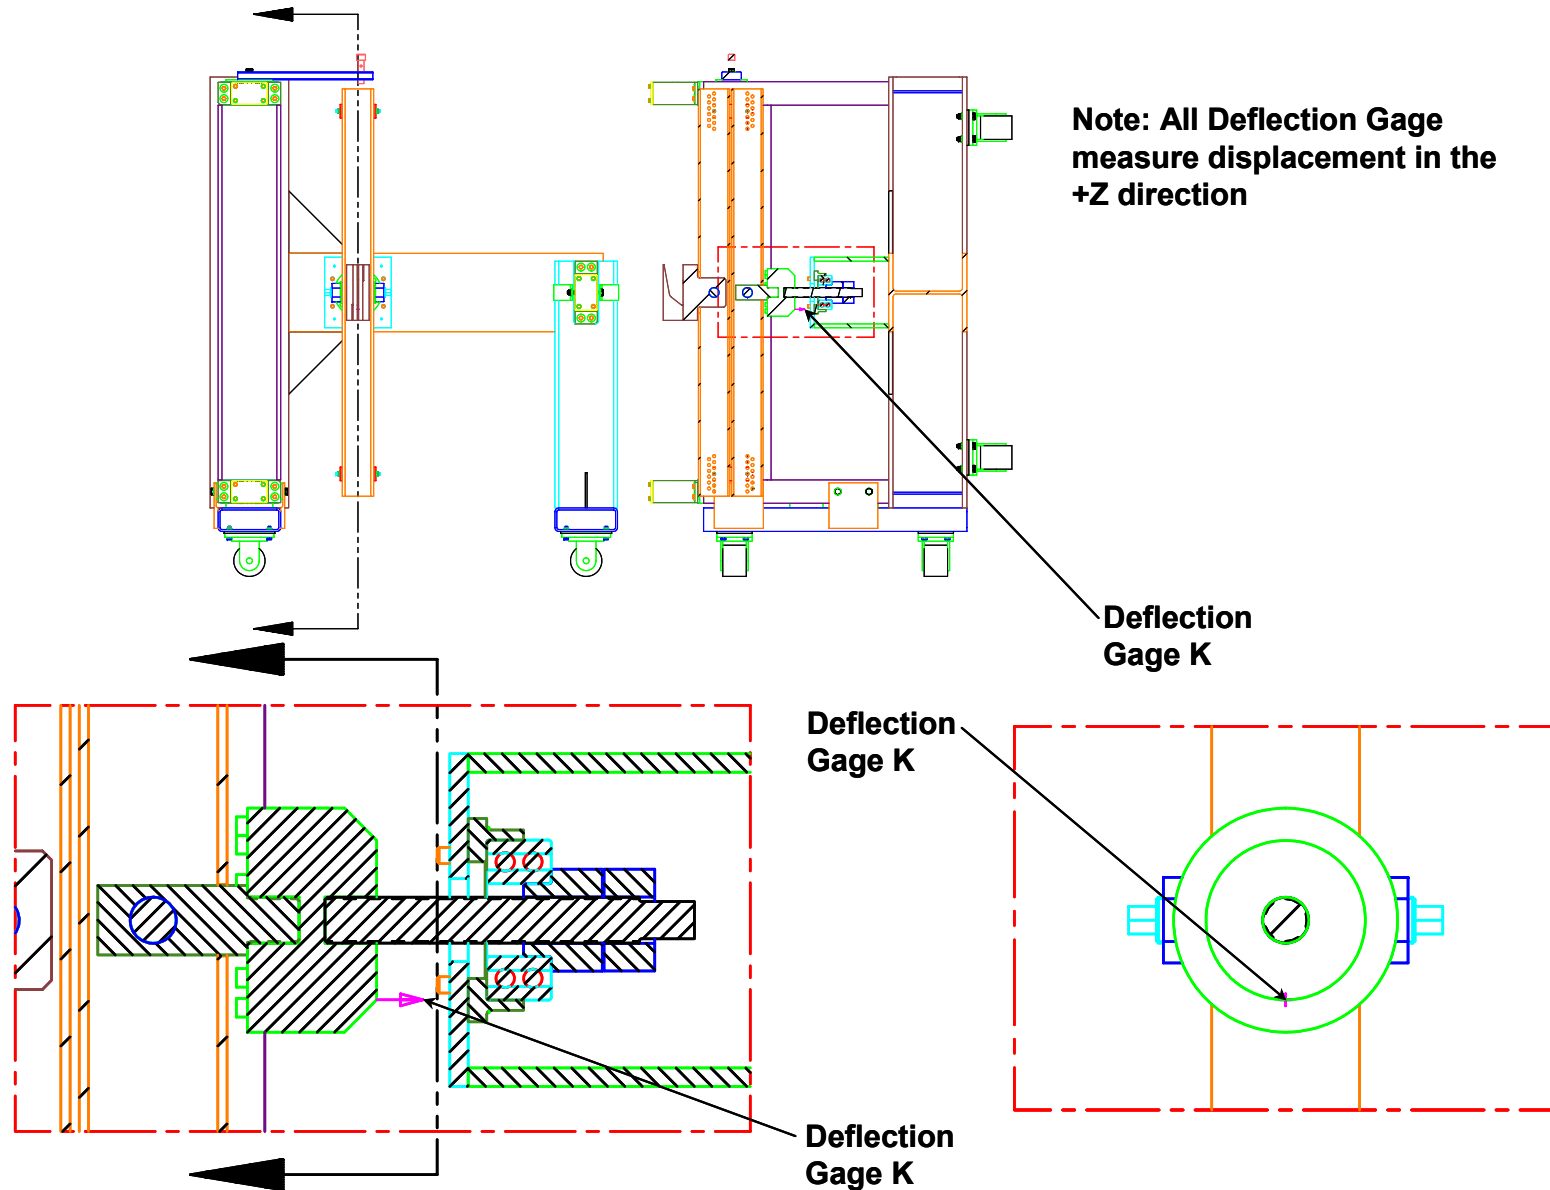 Note: All Deflection Gage
measure displacement in the
+Z direction
Deflection
Gage K
Deflection
Gage K
Deflection
Gage K